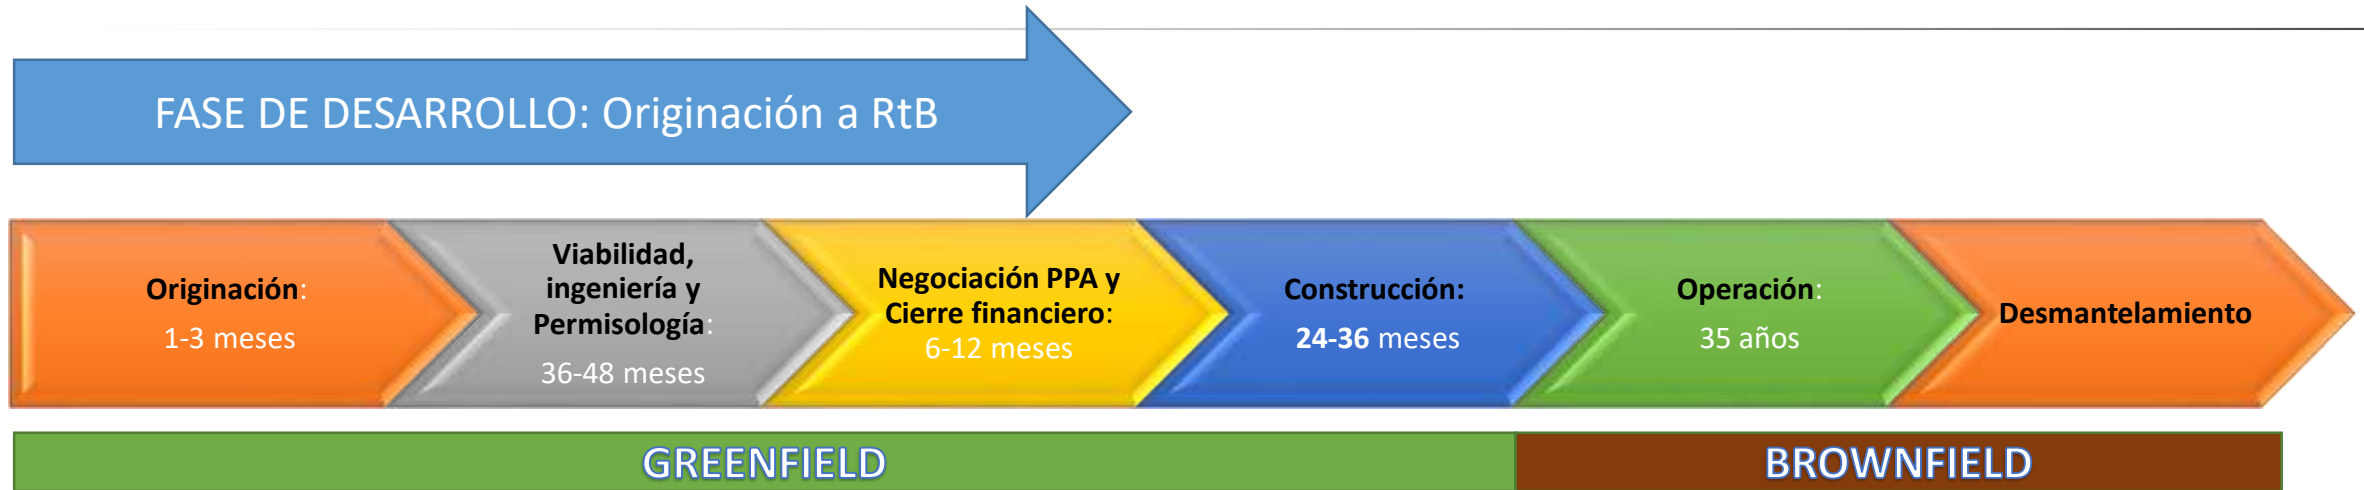 FASE DE DESARROLLO: Originación a RtB
Originación:
1-3 meses
Viabilidad,
ingeniería y
Permisología:
36-48 meses
Negociación PPA y
Cierre financiero:
6-12 meses
Construcción:
24-36 meses
Operación:
35 años
Desmantelamiento
GREENFIELD
BROWNFIELD